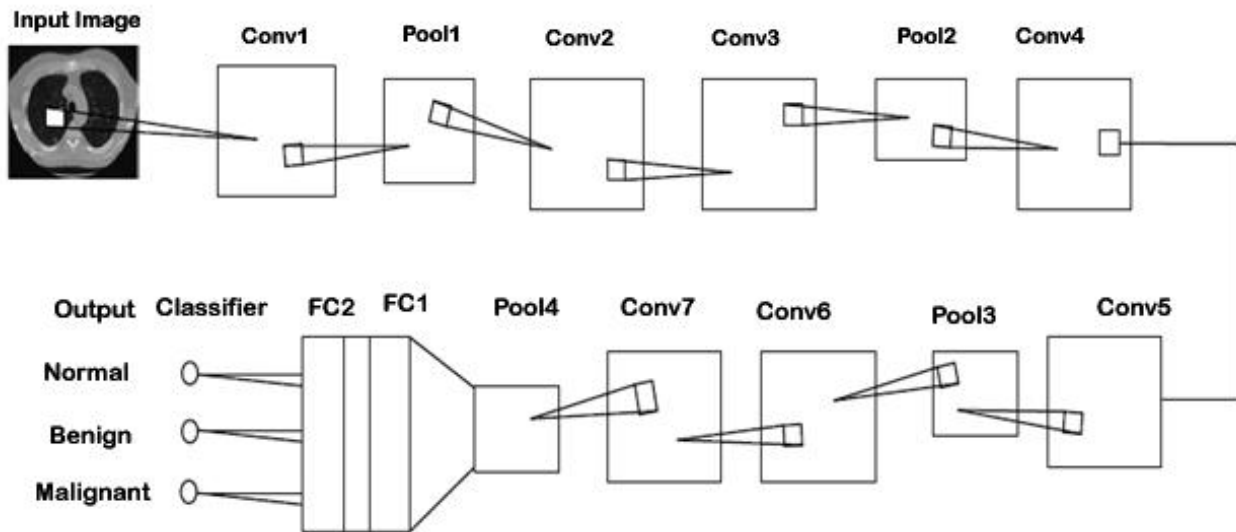 Input Image
Conv1
Pool1
Conv2
Conv3
Pool2
Conv4
Output
Classifier
FC2
FC1
Pool4
Conv7
Conv6
Pool3
Conv5
Normal
Benign
Malignant